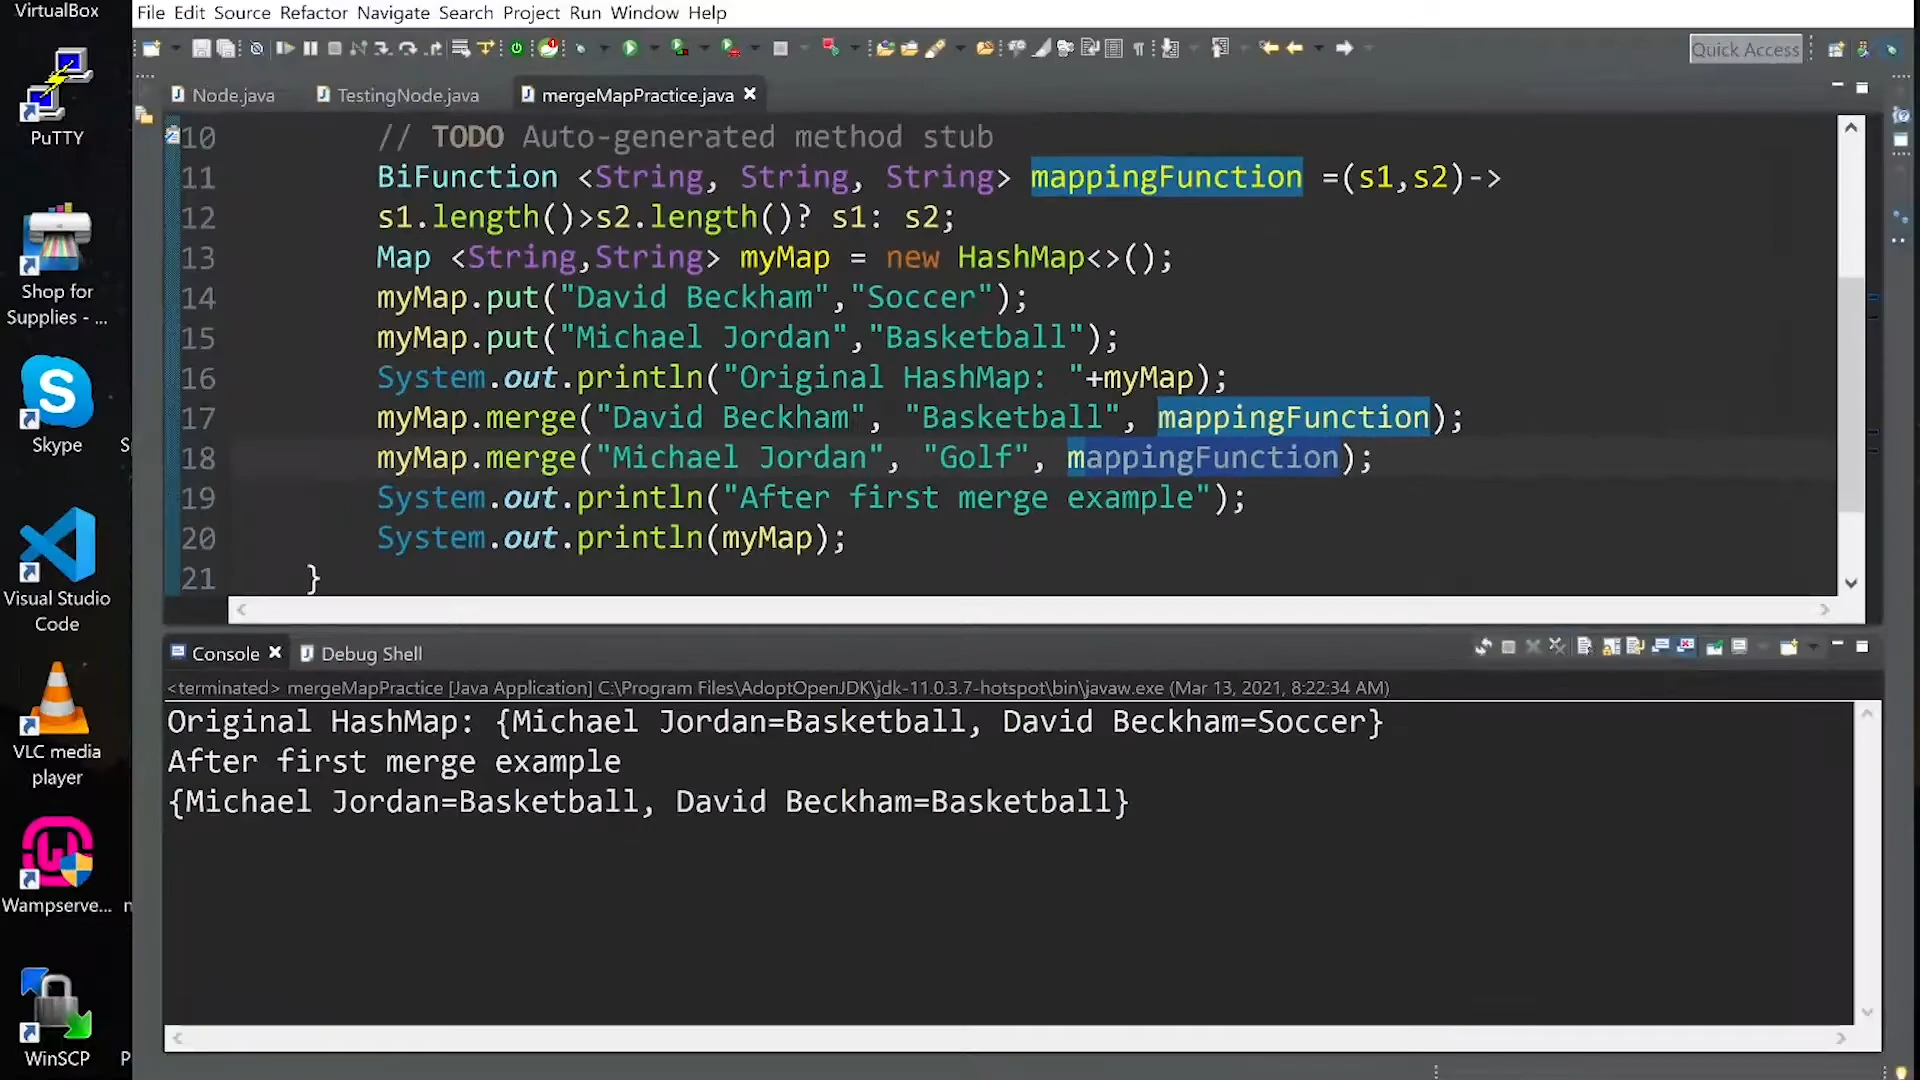 VirtualBox
File Edit Source Refactor Navigate Search Project Run Window Help
Quick Access
PuTTY
Shop for
Supplies - ...
Skype
S
Visual Studio
Code
VLC media
player
Wampserve...
n
WinSCP
P
Node.java
TestingNode.java
mergeMapPractice.java
10 // TODO Auto-generated method stub
11 BiFunction <String, String, String> mappingFunction =(s1,s2)->
12 s1.length()>s2.length()? s1: s2;
13 Map <String,String> myMap = new HashMap<>();
14 myMap.put("David Beckham","Soccer");
15 myMap.put("Michael Jordan","Basketball");
16 System.out.println("Original HashMap: "+myMap);
17 myMap.merge("David Beckham", "Basketball", mappingFunction);
18 myMap.merge("Michael Jordan", "Golf", mappingFunction);
19 System.out.println("After first merge example");
20 System.out.println(myMap);
21 }
Console
Debug Shell
<terminated> mergeMapPractice [Java Application] C:\Program Files\AdoptOpenJDK\jdk-11.0.3.7-hotspot\bin\javaw.exe (Mar 13, 2021, 8:22:34 AM)
Original HashMap: {Michael Jordan=Basketball, David Beckham=Soccer}
After first merge example
{Michael Jordan=Basketball, David Beckham=Basketball}